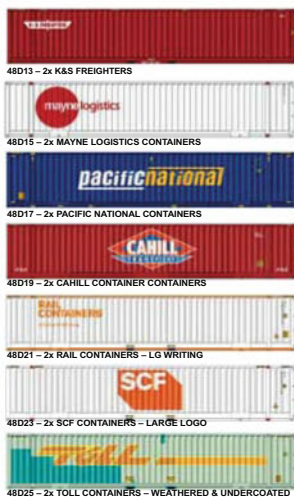 K&S FREIGHTERS
48D13 – 2x K&S FREIGHTERS
maynelogistics
48D15 – 2x MAYNE LOGISTICS CONTAINERS
pacificnational
48D17 – 2x PACIFIC NATIONAL CONTAINERS
CAHILL
48D19 – 2x CAHILL CONTAINER CONTAINERS
RAIL
CONTAINERS
48D21 – 2x RAIL CONTAINERS – LG WRITING
SCF
48D23 – 2x SCF CONTAINERS – LARGE LOGO
TOLL
48D25 – 2x TOLL CONTAINERS – WEATHERED & UNDERCOATED